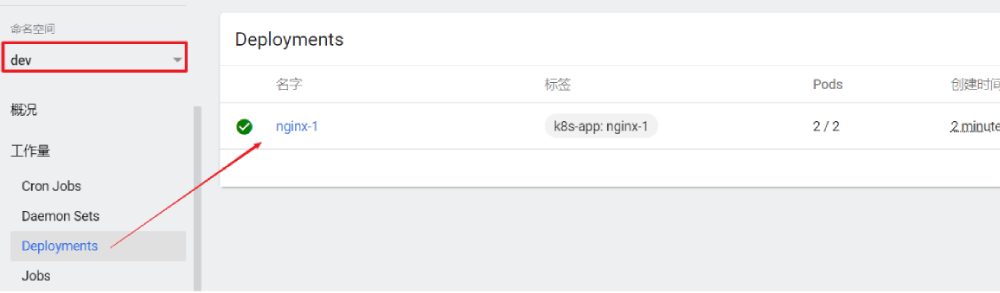 命名空间
dev
概况
工作量
Cron Jobs
Daemon Sets
Deployments
Jobs
Deployments
名字 标签 Pods 创建时间
nginx-1 k8s-app: nginx-1 2 / 2 2 minute